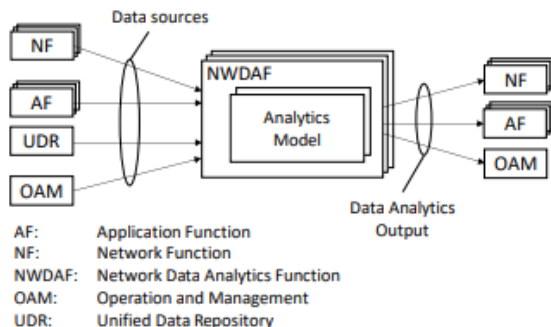 Data sources
NF
AF
UDR
OAM
NWDAF
Analytics
Model
NF
AF
OAM
Data Analytics
Output
AF: Application Function
NF: Network Function
NWDAF: Network Data Analytics Function
OAM: Operation and Management
UDR: Unified Data Repository